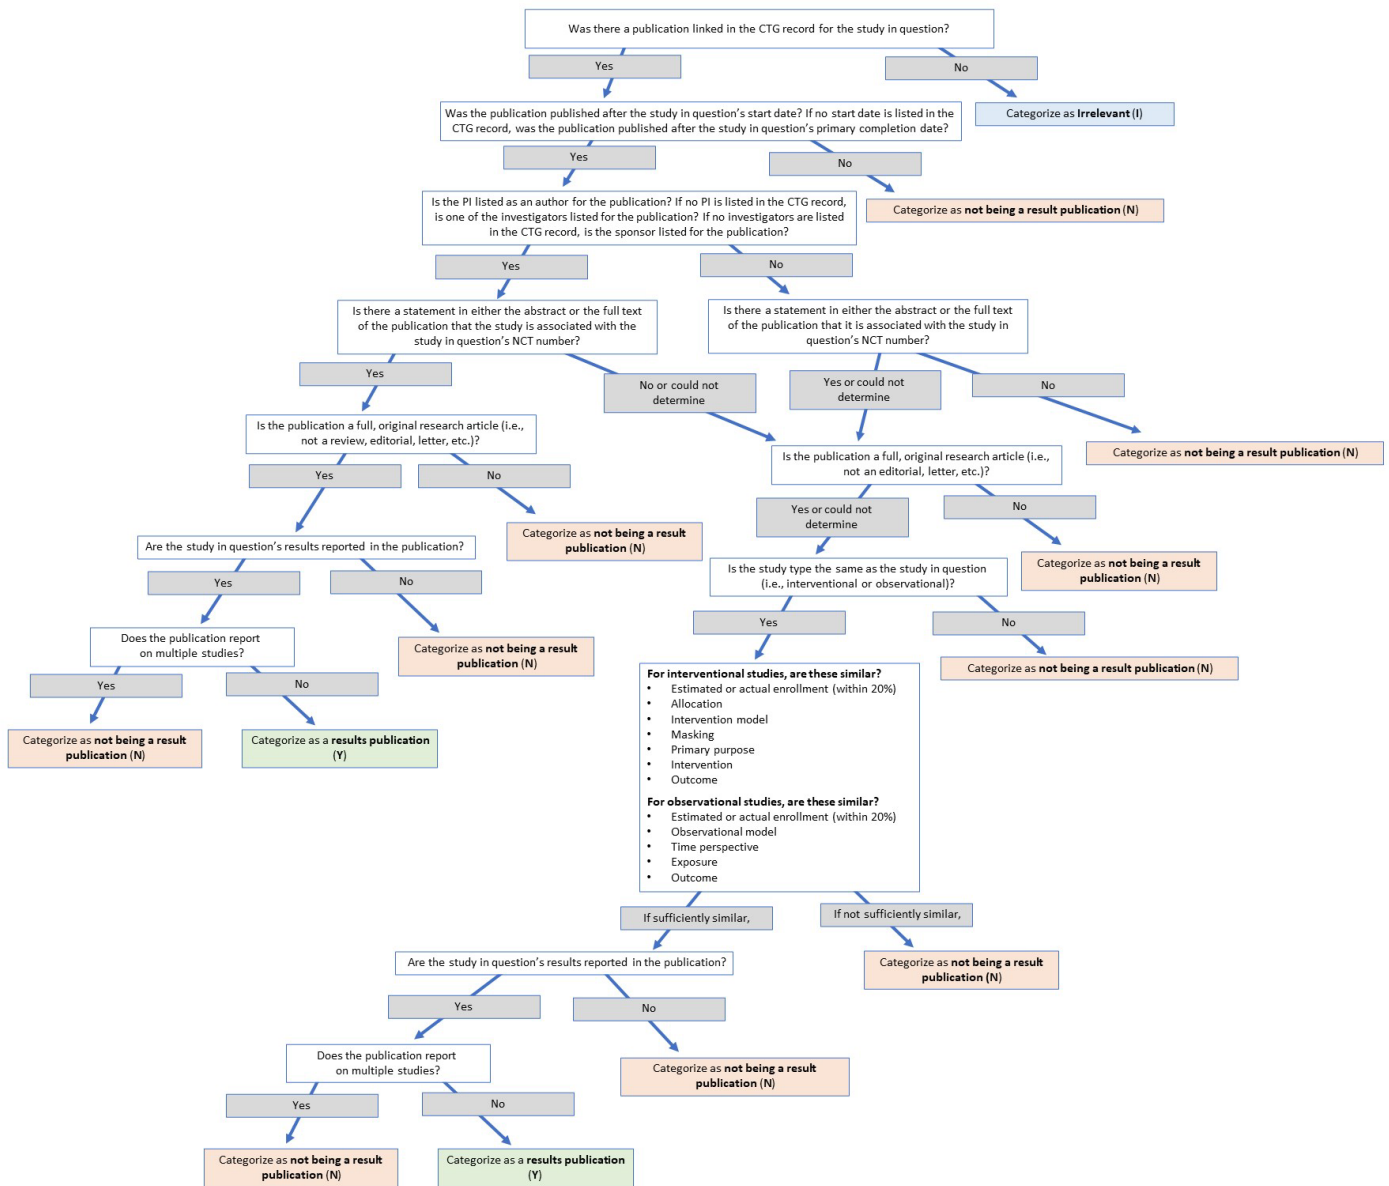 Was there a publication linked in the CTG record for the study in question?
Yes
No
Was the publication published after the study in question's start date? If no start date is listed in the
CTG record, was the publication published after the study in question's primary completion date?
Categorize as Irrelevant (I)
Yes
No
Is the PI listed as an author for the publication? If no PI is listed in the CTG record,
is one of the investigators listed for the publication? If no investigators are listed
in the CTG record, is the sponsor listed for the publication?
Categorize as not being a result publication (N)
Yes
No
Is there a statement in either the abstract or the full text
of the publication that the study is associated with the
study in question's NCT number?
Is there a statement in either the abstract or the full text
of the publication that it is associated with the study in
question's NCT number?
Yes
No or could not
determine
Yes or could not
determine
No
Is the publication a full, original research article (i.e.,
not a review, editorial, letter, etc.)?
Is the publication a full, original research article (i.e.,
not an editorial, letter, etc.)?
Categorize as not being a result publication (N)
Yes
No
Yes or could not
determine
No
Categorize as not being a result
publication (N)
Are the study in question's results reported in the publication?
Is the study type the same as the study in question
(i.e., interventional or observational)?
Categorize as not being a result
publication (N)
Yes
No
Yes
No
Does the publication report
on multiple studies?
Categorize as not being a result
publication (N)
Categorize as not being a result publication (N)
Yes
No
Categorize as not being a result
publication (N)
Categorize as a results publication
(Y)
For interventional studies, are these similar?
• Estimated or actual enrollment (within 20%)
• Allocation
• Intervention model
• Masking
• Primary purpose
• Intervention
• Outcome
For observational studies, are these similar?
• Estimated or actual enrollment (within 20%)
• Observational model
• Time perspective
• Exposure
• Outcome
If sufficiently similar,
If not sufficiently similar,
Are the study in question's results reported in the publication?
Categorize as not being a result
publication (N)
Yes
No
Does the publication report
on multiple studies?
Categorize as not being a result
publication (N)
Yes
No
Categorize as not being a result
publication (N)
Categorize as a results publication
(Y)